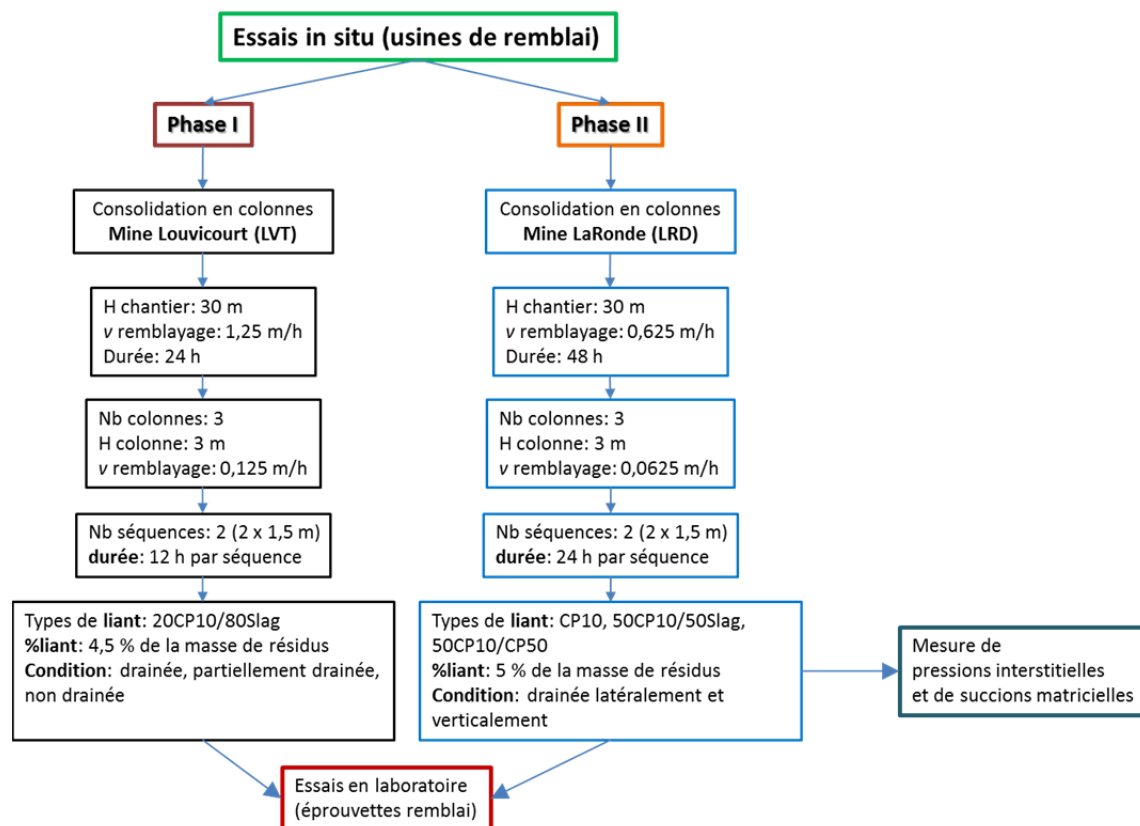 Essais in situ (usines de remblai)
Phase I
Phase II
Consolidation en colonnes
Mine Louvicourt (LVT)
Consolidation en colonnes
Mine LaRonde (LRD)
H chantier: 30 m
v remblayage: 1,25 m/h
Durée: 24 h
H chantier: 30 m
v remblayage: 0,625 m/h
Durée: 48 h
Nb colonnes: 3
H colonne: 3 m
v remblayage: 0,125 m/h
Nb colonnes: 3
H colonne: 3 m
v remblayage: 0,0625 m/h
Nb séquences: 2 (2 x 1,5 m)
durée: 12 h par séquence
Nb séquences: 2 (2 x 1,5 m)
durée: 24 h par séquence
Types de liant: 20CP10/80Slag
%liant: 4,5 % de la masse de résidus
Condition: drainée, partiellement drainée,
non drainée
Types de liant: CP10, 50CP10/50Slag,
50CP10/CP50
%liant: 5 % de la masse de résidus
Condition: drainée latéralement et
verticalement
Mesure de
pressions interstitielles
et de succions matricielles
Essais en laboratoire
(éprouvettes remblai)